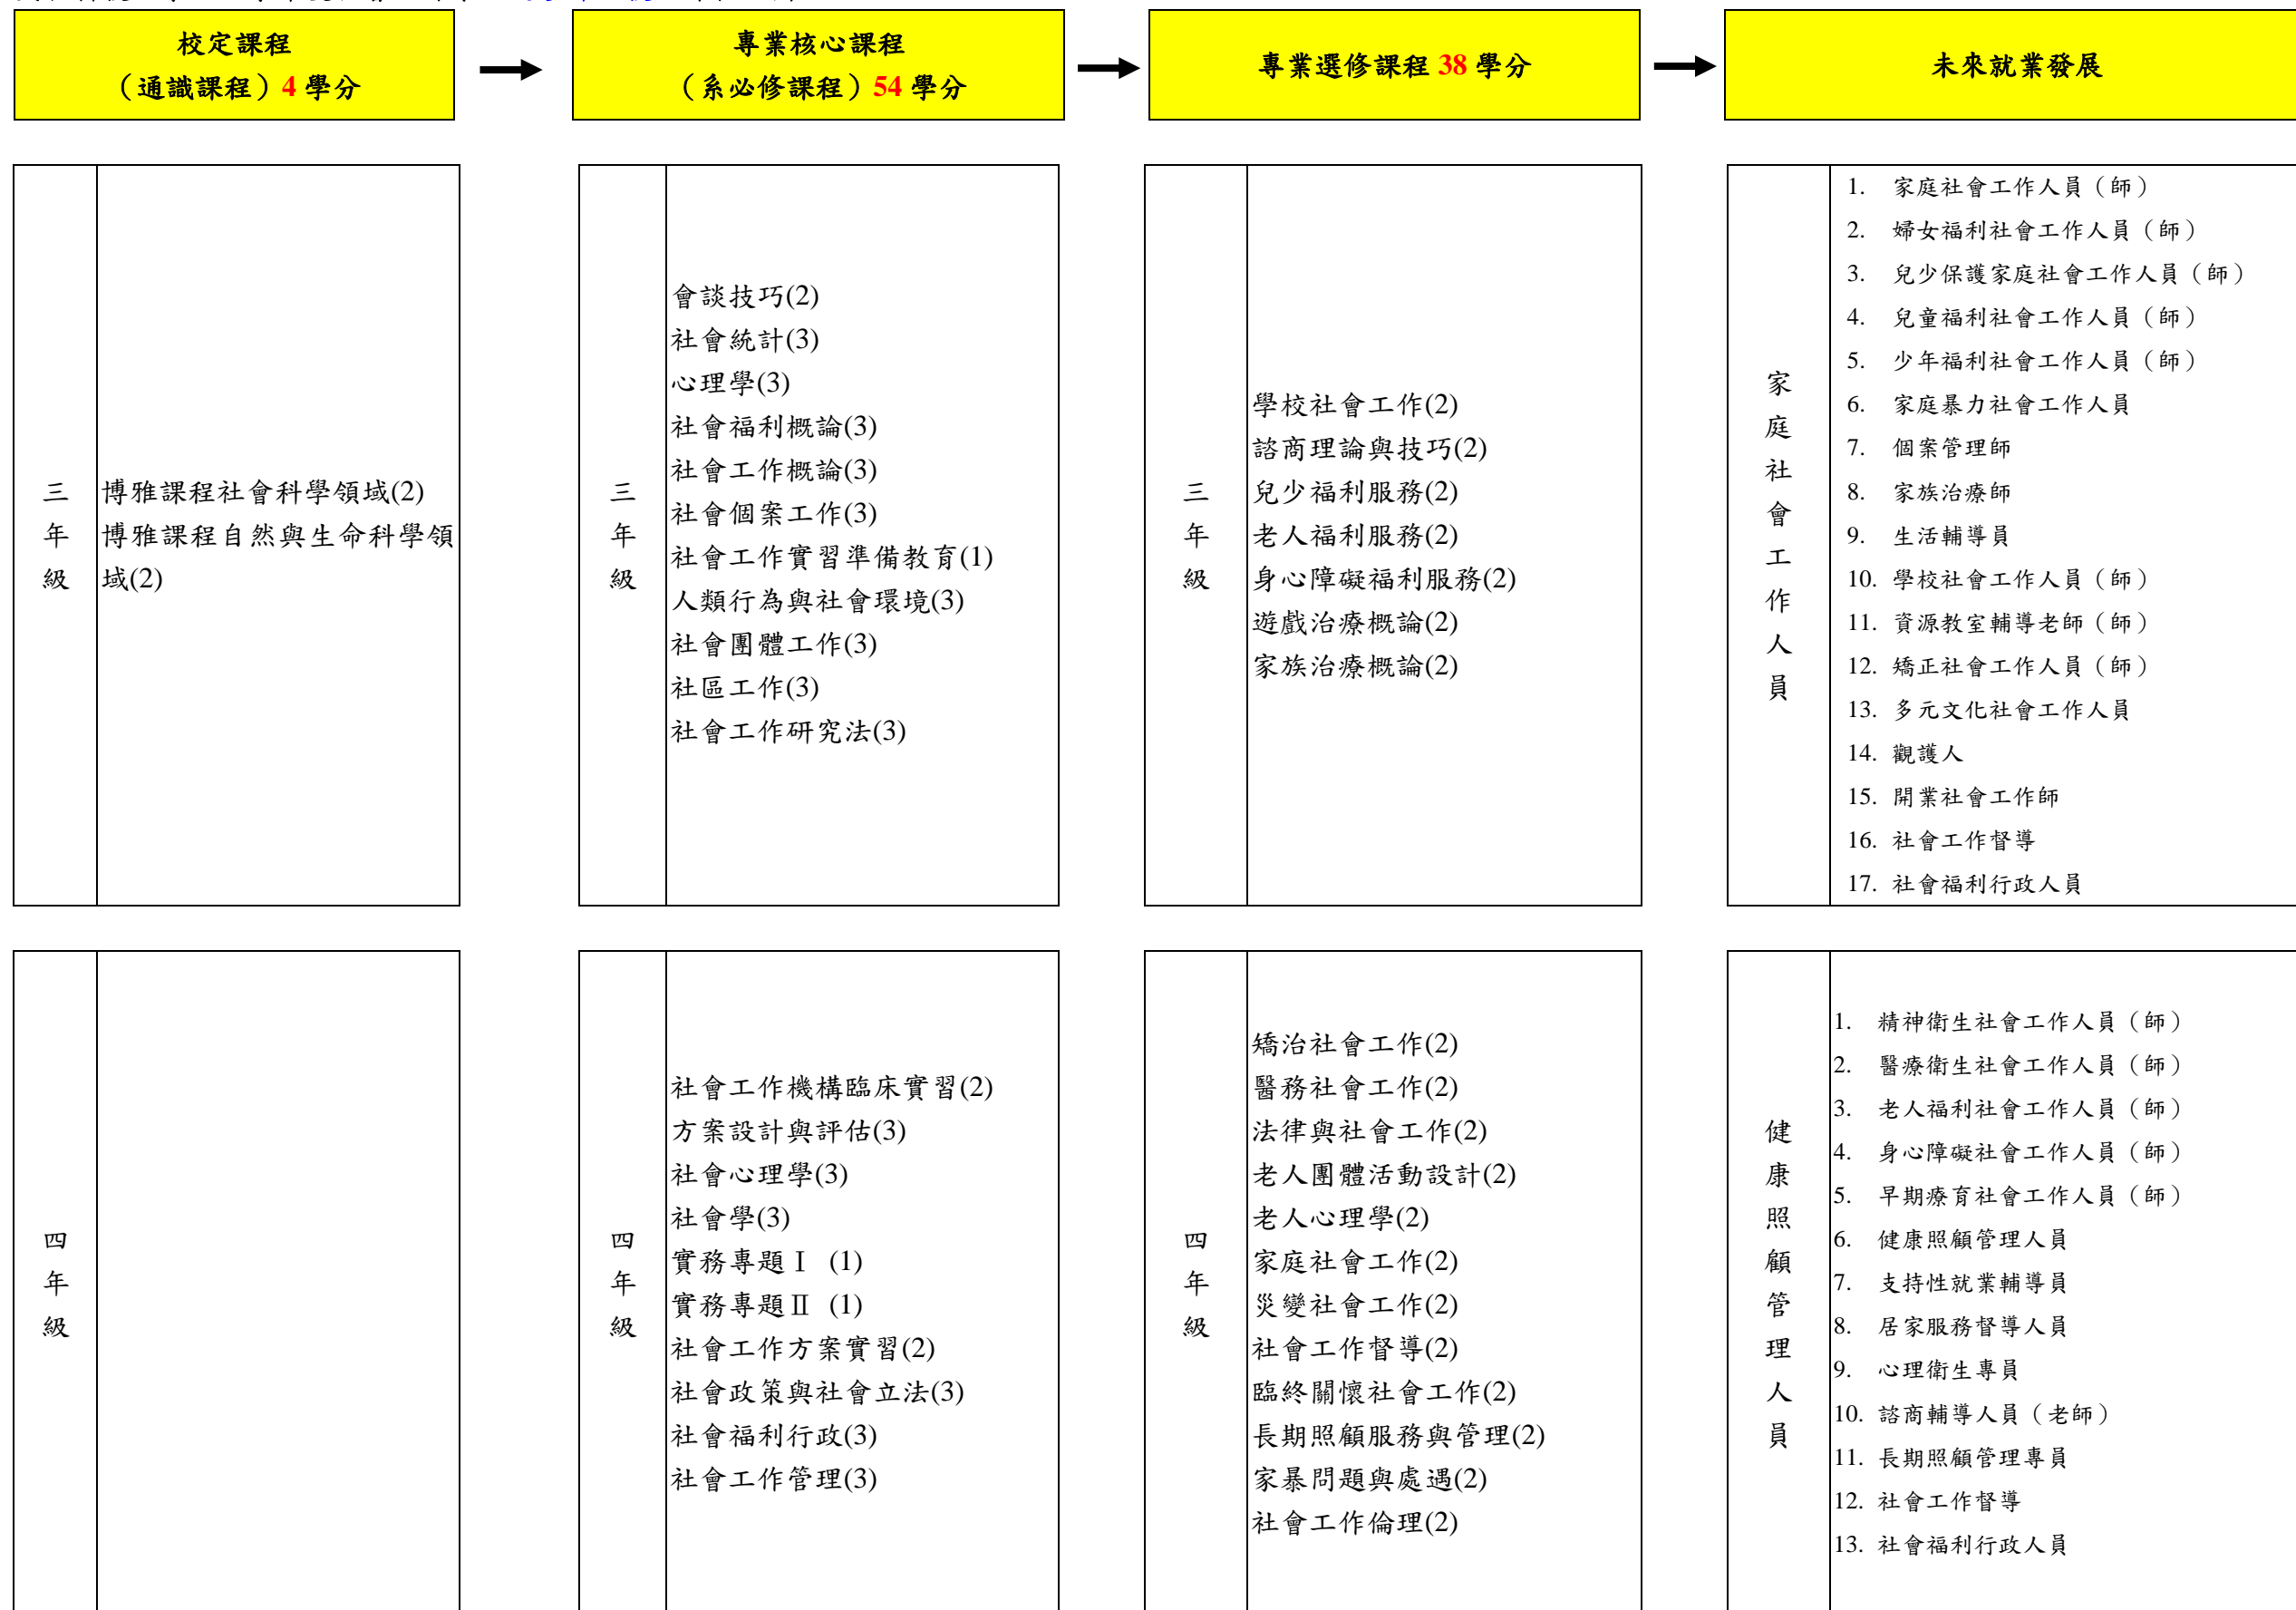 校定課程
（通識課程）4 學分
專業核心課程
（系必修課程）54 學分
專業選修課程 38 學分
未來就業發展
三年級
博雅課程社會科學領域(2)
博雅課程自然與生命科學領
域(2)
三年級
會談技巧(2)
社會統計(3)
心理學(3)
社會福利概論(3)
社會工作概論(3)
社會個案工作(3)
社會工作實習準備教育(1)
人類行為與社會環境(3)
社會團體工作(3)
社區工作(3)
社會工作研究法(3)
三年級
學校社會工作(2)
諮商理論與技巧(2)
兒少福利服務(2)
老人福利服務(2)
身心障礙福利服務(2)
遊戲治療概論(2)
家族治療概論(2)
家庭社會工作人員
1. 家庭社會工作人員（師）
2. 婦女福利社會工作人員（師）
3. 兒少保護家庭社會工作人員（師）
4. 兒童福利社會工作人員（師）
5. 少年福利社會工作人員（師）
6. 家庭暴力社會工作人員
7. 個案管理師
8. 家族治療師
9. 生活輔導員
10. 學校社會工作人員（師）
11. 資源教室輔導老師（師）
12. 矯正社會工作人員（師）
13. 多元文化社會工作人員
14. 觀護人
15. 開業社會工作師
16. 社會工作督導
17. 社會福利行政人員
四年級
四年級
社會工作機構臨床實習(2)
方案設計與評估(3)
社會心理學(3)
社會學(3)
實務專題Ⅰ (1)
實務專題Ⅱ (1)
社會工作方案實習(2)
社會政策與社會立法(3)
社會福利行政(3)
社會工作管理(3)
四年級
矯治社會工作(2)
醫務社會工作(2)
法律與社會工作(2)
老人團體活動設計(2)
老人心理學(2)
家庭社會工作(2)
災變社會工作(2)
社會工作督導(2)
臨終關懷社會工作(2)
長期照顧服務與管理(2)
家暴問題與處遇(2)
社會工作倫理(2)
健康照顧管理人員
1. 精神衛生社會工作人員（師）
2. 醫療衛生社會工作人員（師）
3. 老人福利社會工作人員（師）
4. 身心障礙社會工作人員（師）
5. 早期療育社會工作人員（師）
6. 健康照顧管理人員
7. 支持性就業輔導員
8. 居家服務督導人員
9. 心理衛生專員
10. 諮商輔導人員（老師）
11. 長期照顧管理專員
12. 社會工作督導
13. 社會福利行政人員